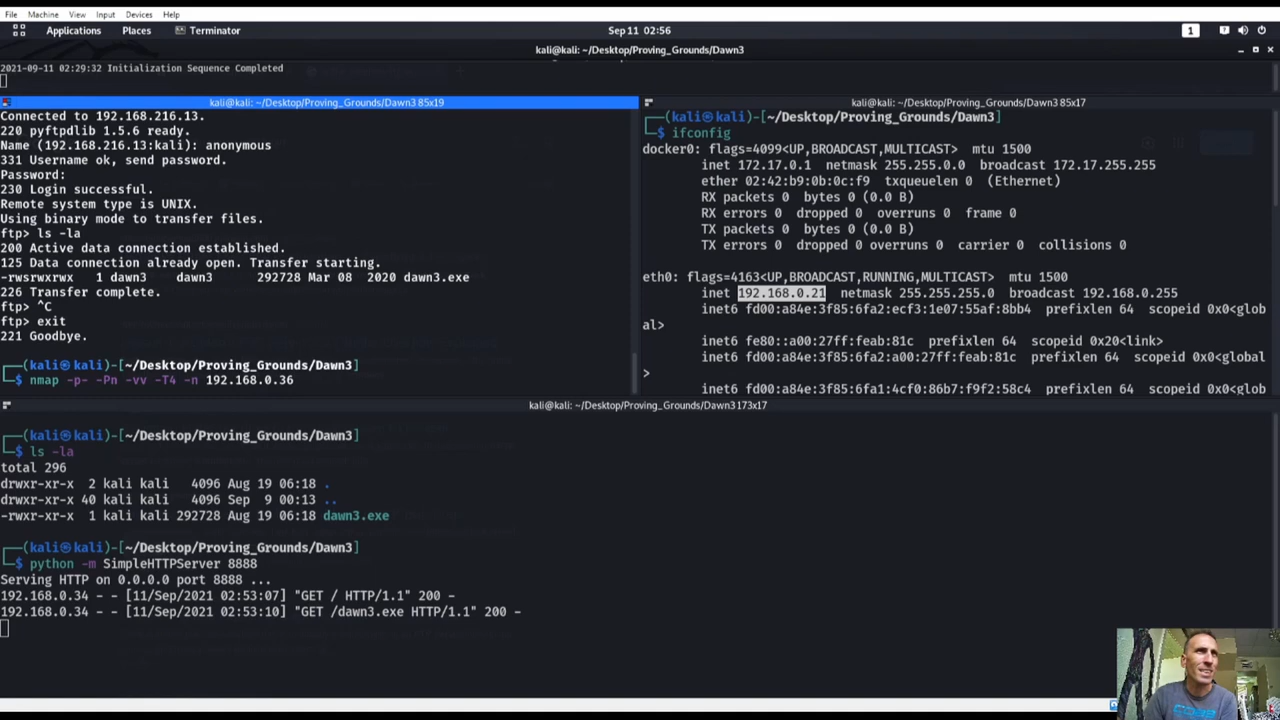 File Machine View Input Devices Help
Applications Places Terminator Sep 11 02:56 1
kali@kali: ~/Desktop/Proving_Grounds/Dawn3
2021-09-11 02:29:32 Initialization Sequence Completed
kali@kali: ~/Desktop/Proving_Grounds/Dawn3 85x19
Connected to 192.168.216.13.
220 pyftpdlib 1.5.6 ready.
Name (192.168.216.13:kali): anonymous
331 Username ok, send password.
Password:
230 Login successful.
Remote system type is UNIX.
Using binary mode to transfer files.
ftp> ls -la
200 Active data connection established.
125 Data connection already open. Transfer starting.
-rwsrwxrwx 1 dawn3 dawn3 292728 Mar 08 2020 dawn3.exe
226 Transfer complete.
ftp> ^C
ftp> exit
221 Goodbye.
┌──(kali㉿kali)-[~/Desktop/Proving_Grounds/Dawn3]
└─$ nmap -p- -Pn -vv -T4 -n 192.168.0.36
kali@kali: ~/Desktop/Proving_Grounds/Dawn3 85x17
┌──(kali㉿kali)-[~/Desktop/Proving_Grounds/Dawn3]
└─$ ifconfig
docker0: flags=4099<UP,BROADCAST,MULTICAST> mtu 1500
inet 172.17.0.1 netmask 255.255.0.0 broadcast 172.17.255.255
ether 02:42:b9:0b:0c:f9 txqueuelen 0 (Ethernet)
RX packets 0 bytes 0 (0.0 B)
RX errors 0 dropped 0 overruns 0 frame 0
TX packets 0 bytes 0 (0.0 B)
TX errors 0 dropped 0 overruns 0 carrier 0 collisions 0
eth0: flags=4163<UP,BROADCAST,RUNNING,MULTICAST> mtu 1500
inet 192.168.0.21 netmask 255.255.255.0 broadcast 192.168.0.255
inet6 fd00:a84e:3f85:6fa2:ecf3:1e07:55af:8bb4 prefixlen 64 scopeid 0x0<glob
al>
inet6 fe80::a00:27ff:feab:81c prefixlen 64 scopeid 0x20<link>
inet6 fd00:a84e:3f85:6fa2:a00:27ff:feab:81c prefixlen 64 scopeid 0x0<global
>
inet6 fd00:a84e:3f85:6fa1:4cf0:86b7:f9f2:58c4 prefixlen 64 scopeid 0x0<glob
kali@kali: ~/Desktop/Proving_Grounds/Dawn3 173x17
┌──(kali㉿kali)-[~/Desktop/Proving_Grounds/Dawn3]
└─$ ls -la
total 296
drwxr-xr-x 2 kali kali 4096 Aug 19 06:18 .
drwxr-xr-x 40 kali kali 4096 Sep 9 00:13 ..
-rwxr-xr-x 1 kali kali 292728 Aug 19 06:18 dawn3.exe
┌──(kali㉿kali)-[~/Desktop/Proving_Grounds/Dawn3]
└─$ python -m SimpleHTTPServer 8888
Serving HTTP on 0.0.0.0 port 8888 ...
192.168.0.34 - - [11/Sep/2021 02:53:07] "GET / HTTP/1.1" 200 -
192.168.0.34 - - [11/Sep/2021 02:53:10] "GET /dawn3.exe HTTP/1.1" 200 -